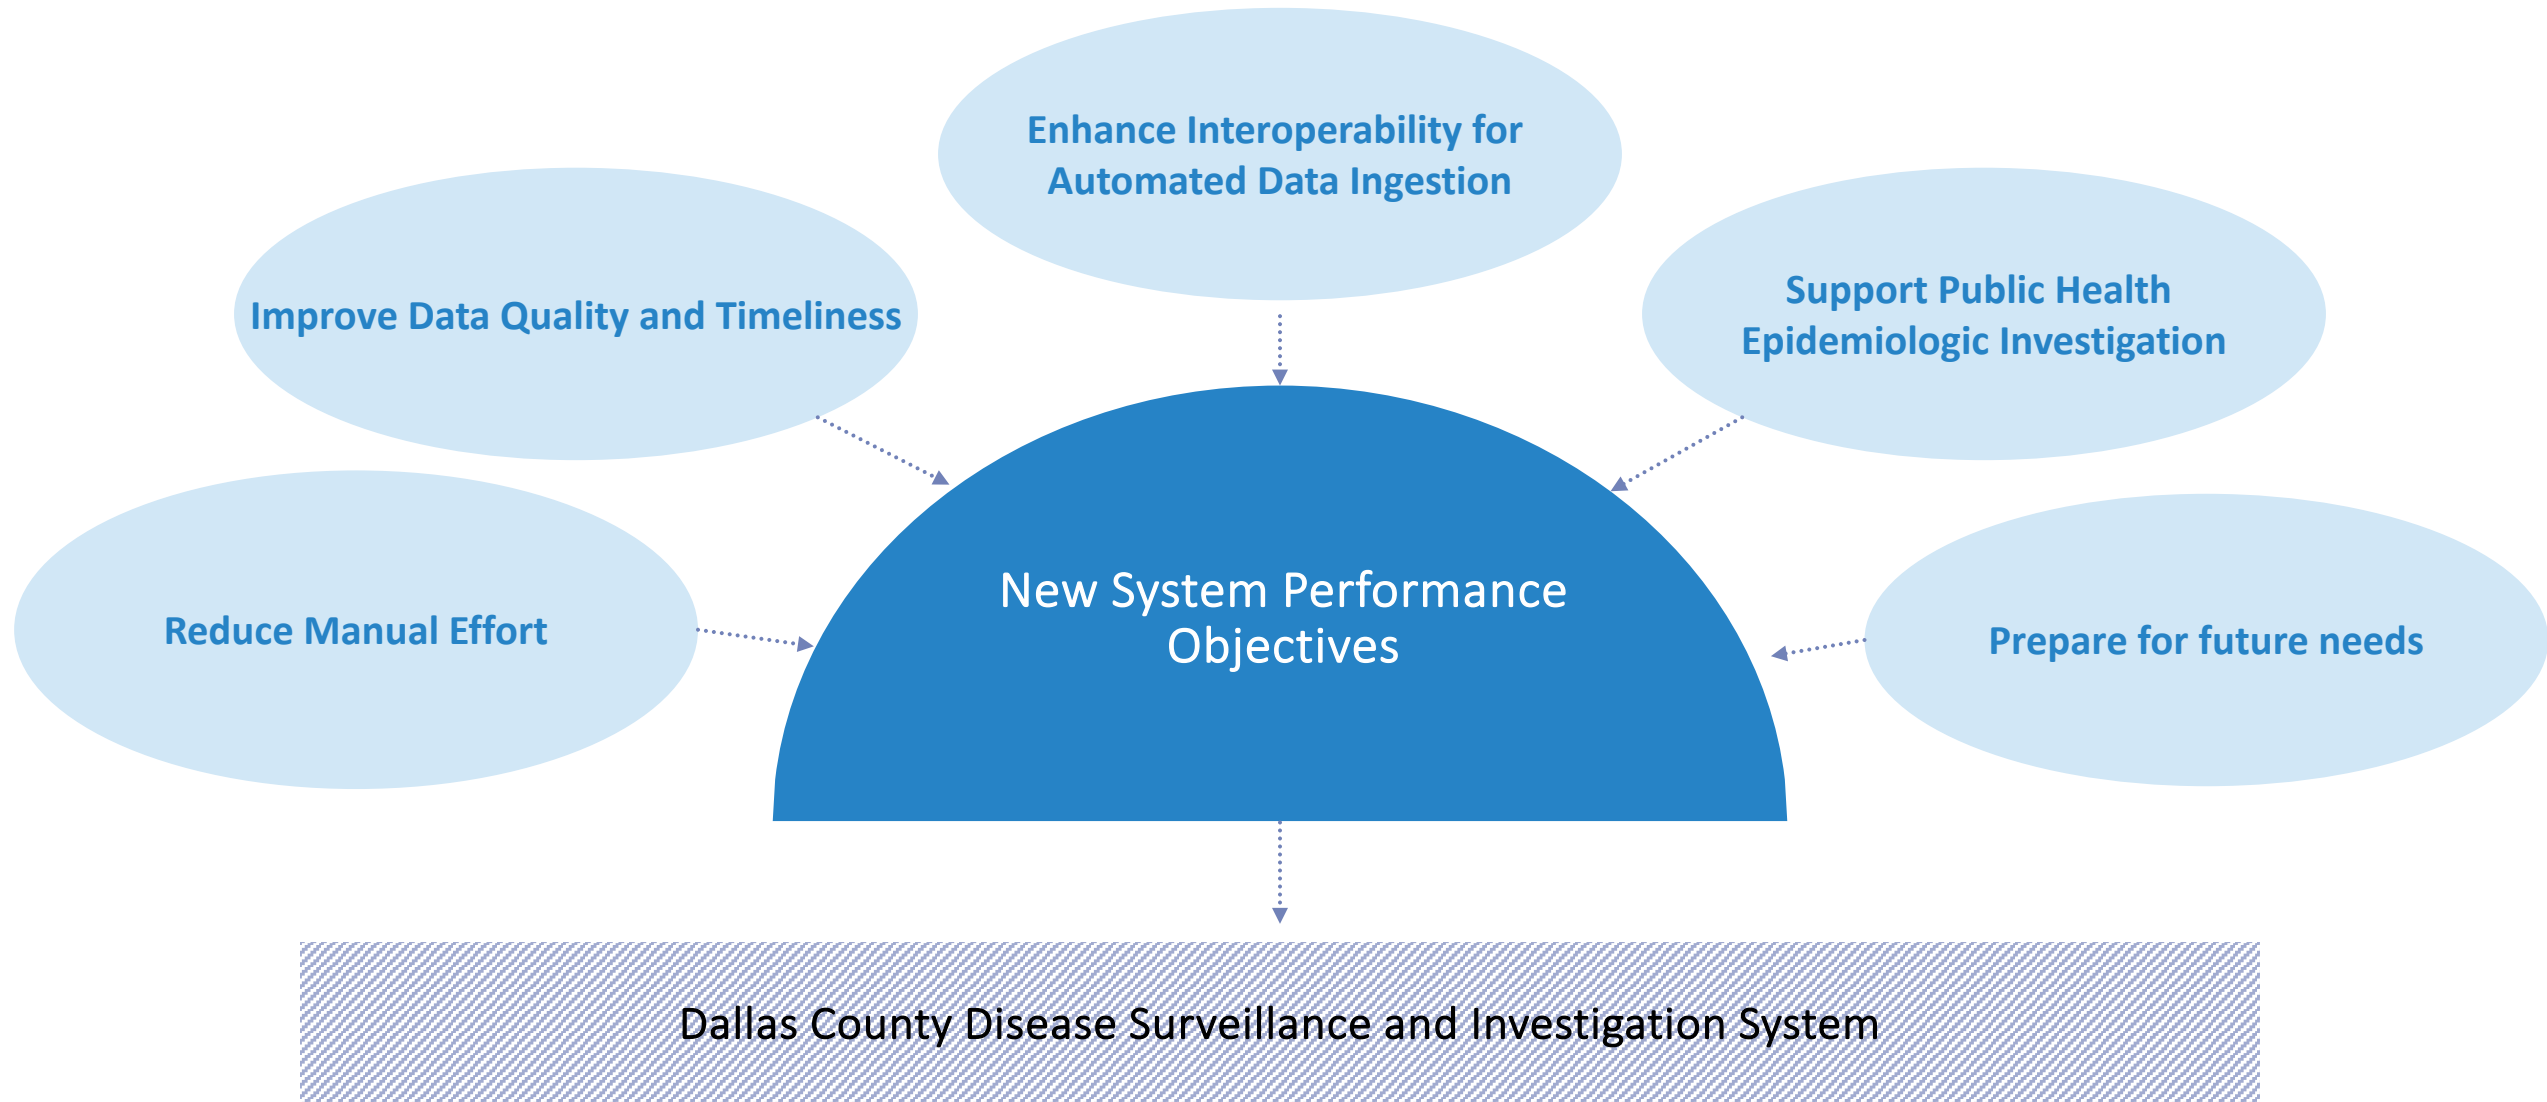 Enhance Interoperability for
Automated Data Ingestion
Improve Data Quality and Timeliness
Support Public Health
Epidemiologic Investigation
Reduce Manual Effort
New System Performance
Objectives
Prepare for future needs
Dallas County Disease Surveillance and Investigation System